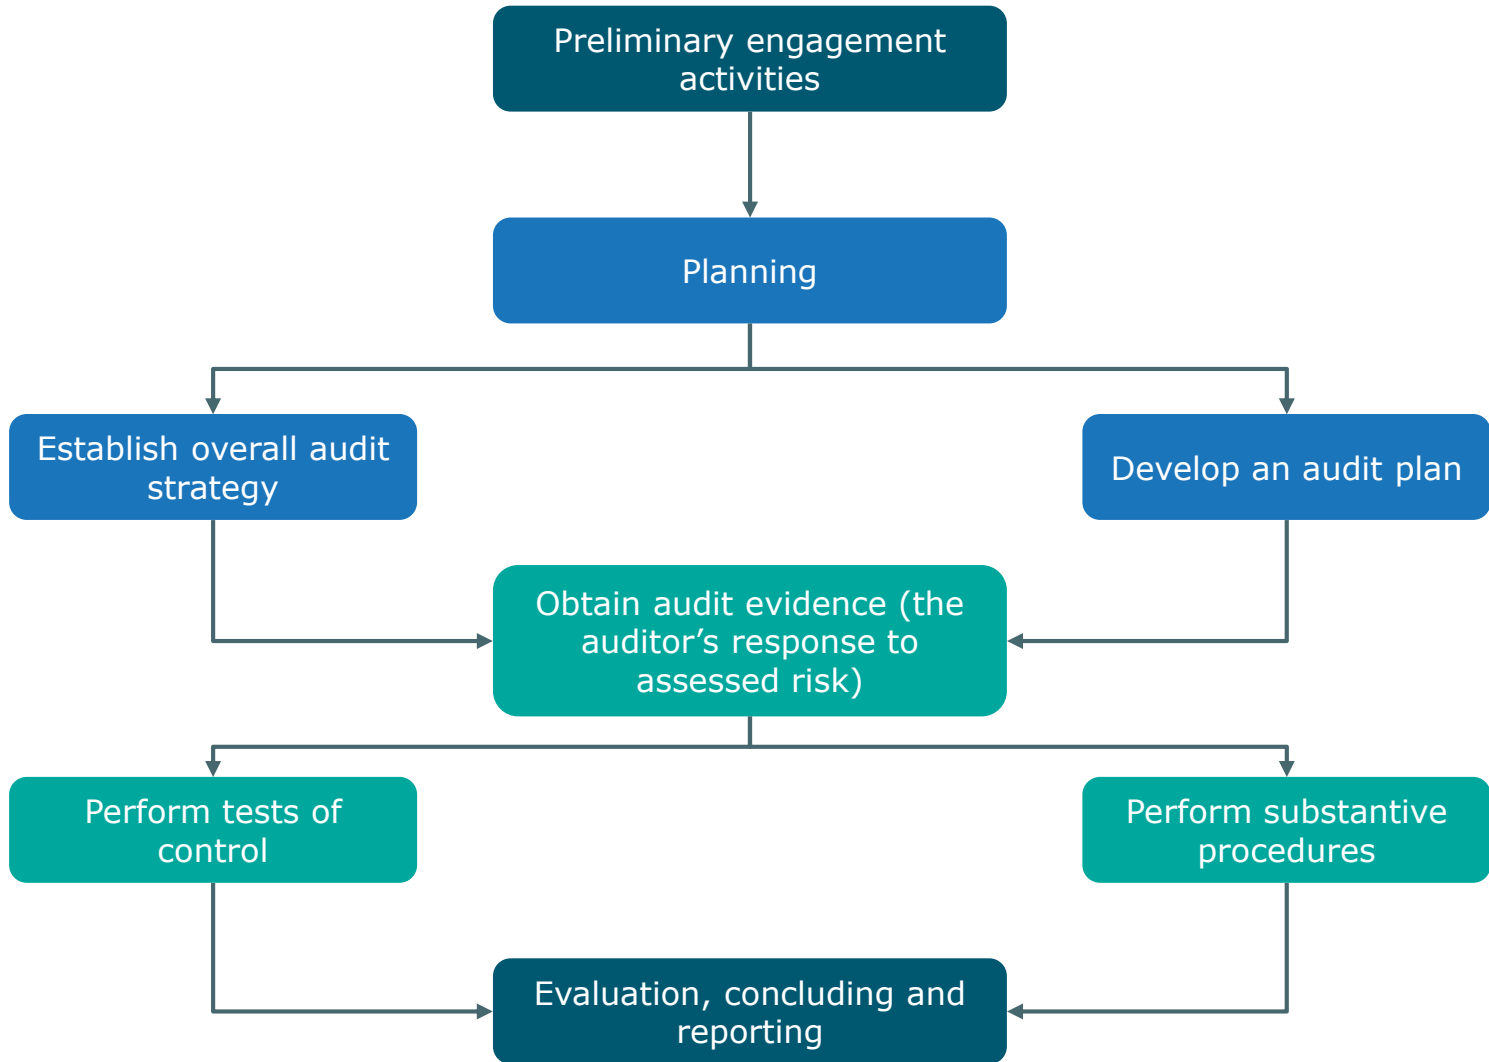 Preliminary engagement
activities
Planning
Establish overall audit
strategy
Develop an audit plan
Obtain audit evidence (the
auditor’s response to
assessed risk)
Perform tests of
control
Perform substantive
procedures
Evaluation, concluding and
reporting